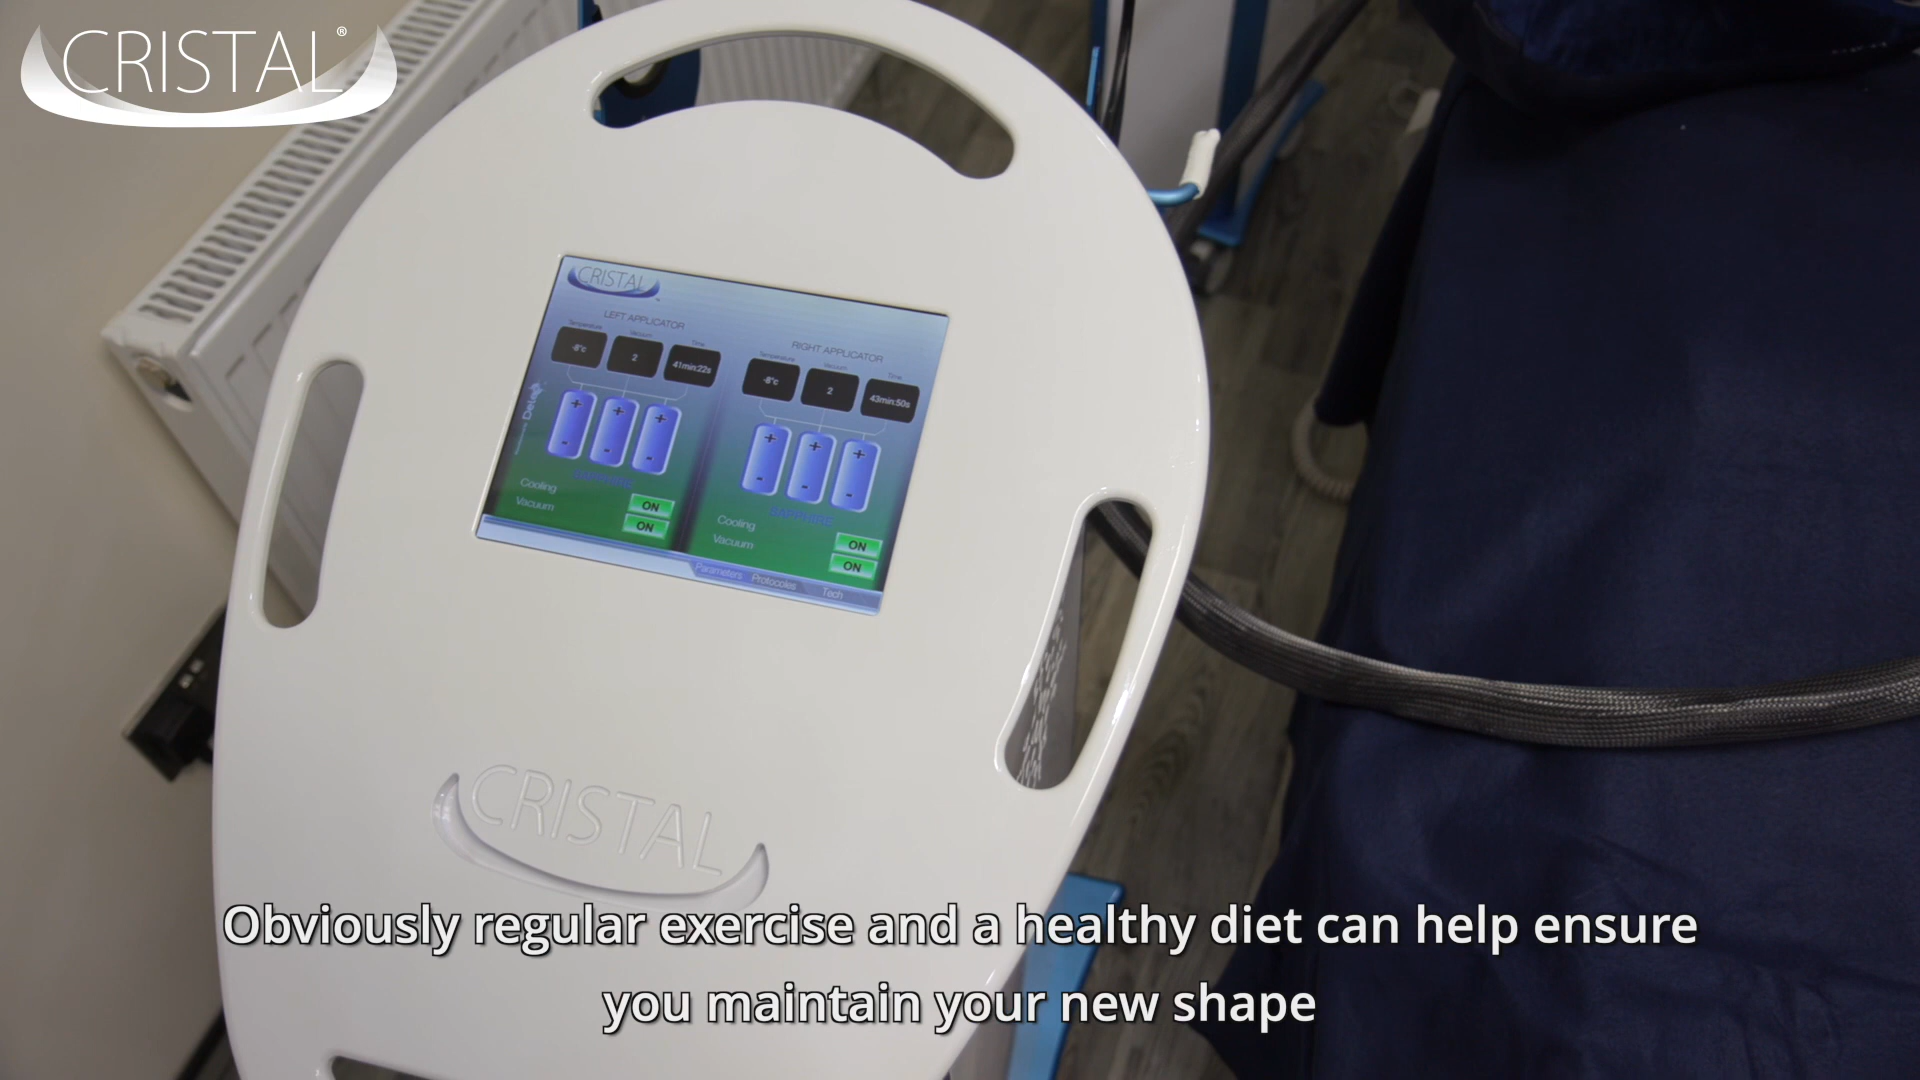 CRISTAL®
CRISTAL
LEFT APPLICATOR
Temperature Vacuum Time
-8°c 2 41min:22s
RIGHT APPLICATOR
Temperature Vacuum Time
-8°c 2 43min:50s
+ + +
- - -
SAPPHIRE
Cooling ON
Vacuum ON
+ + +
- - -
SAPPHIRE
Cooling ON
Vacuum ON
Parameters Protocoles Tech
CRISTAL
Obviously regular exercise and a healthy diet can help ensure
you maintain your new shape